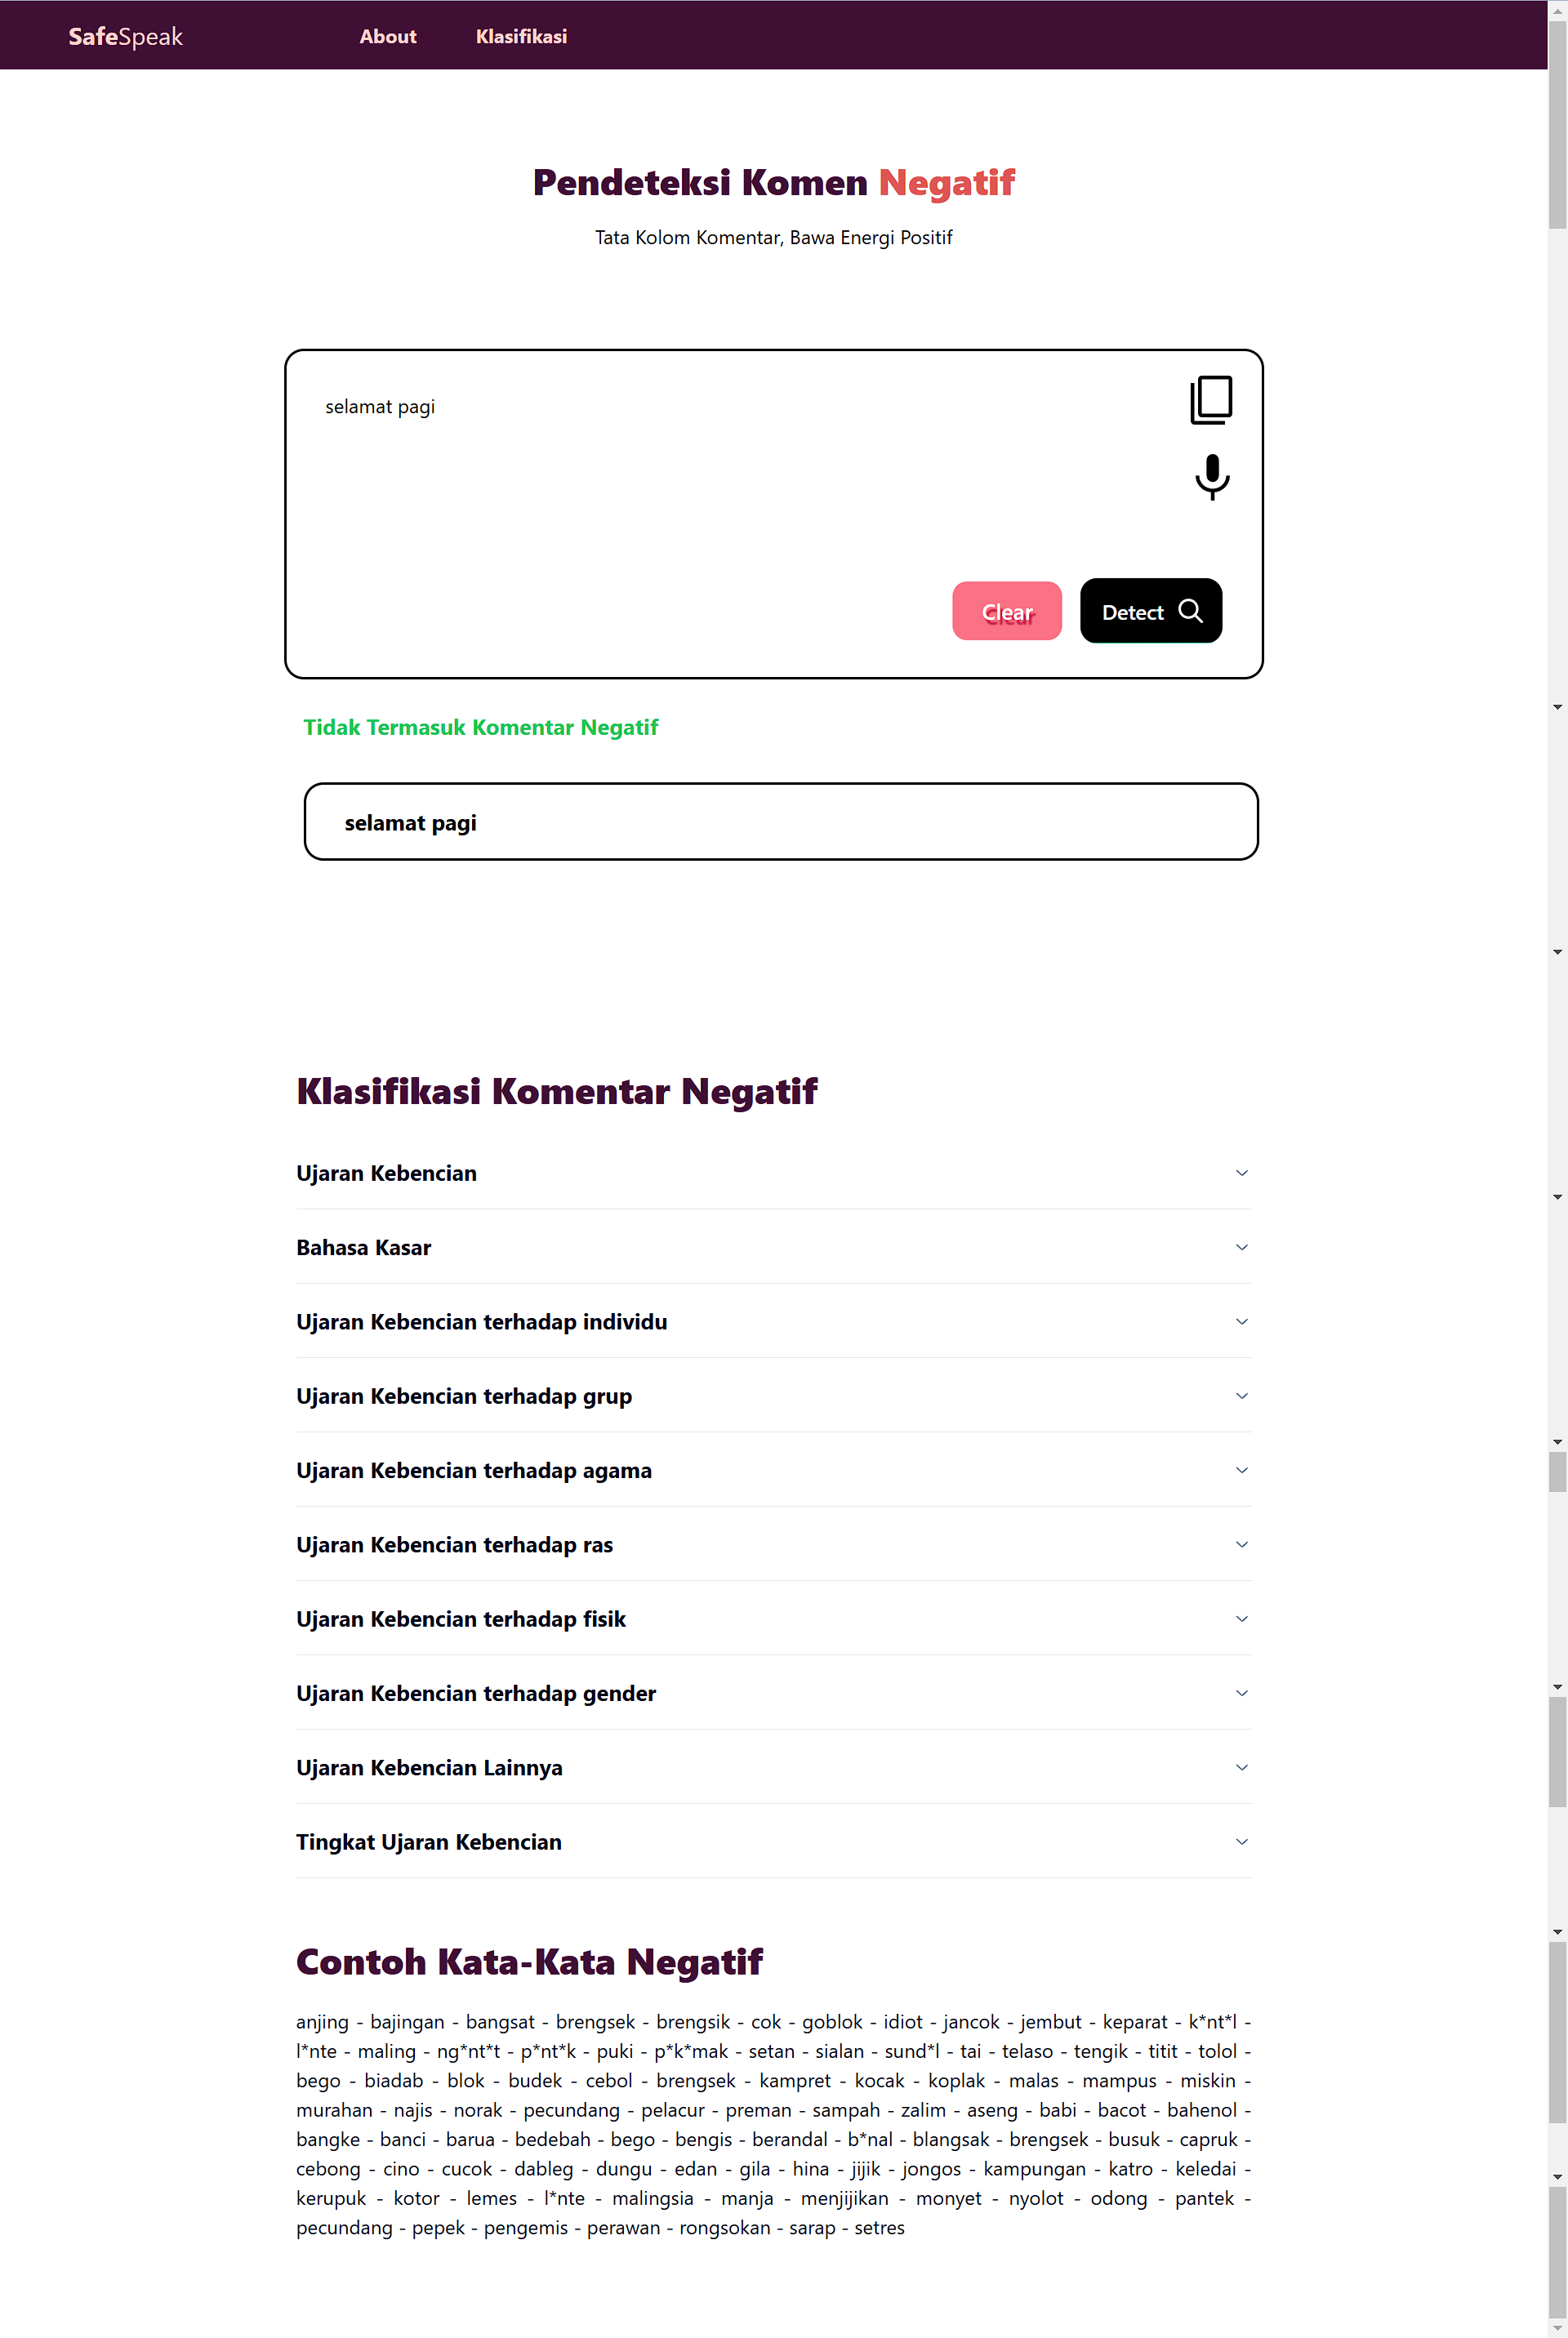 SafeSpeak About Klasifikasi
Pendeteksi Komen Negatif
Tata Kolom Komentar, Bawa Energi Positif
selamat pagi
Clear Detect
Tidak Termasuk Komentar Negatif
selamat pagi
Klasifikasi Komentar Negatif
Ujaran Kebencian
Bahasa Kasar
Ujaran Kebencian terhadap individu
Ujaran Kebencian terhadap grup
Ujaran Kebencian terhadap agama
Ujaran Kebencian terhadap ras
Ujaran Kebencian terhadap fisik
Ujaran Kebencian terhadap gender
Ujaran Kebencian Lainnya
Tingkat Ujaran Kebencian
Contoh Kata-Kata Negatif
anjing - bajingan - bangsat - brengsek - brengsik - cok - goblok - idiot - jancok - jembut - keparat - k*nt*l -
l*nte - maling - ng*nt*t - p*nt*k - puki - p*k*mak - setan - sialan - sund*l - tai - telaso - tengik - titit - tolol -
bego - biadab - blok - budek - cebol - brengsek - kampret - kocak - koplak - malas - mampus - miskin -
murahan - najis - norak - pecundang - pelacur - preman - sampah - zalim - aseng - babi - bacot - bahenol -
bangke - banci - barua - bedebah - bego - bengis - berandal - b*nal - blangsak - brengsek - busuk - capruk -
cebong - cino - cucok - dableg - dungu - edan - gila - hina - jijik - jongos - kampungan - katro - keledai -
kerupuk - kotor - lemes - l*nte - malingsia - manja - menjijikan - monyet - nyolot - odong - pantek -
pecundang - pepek - pengemis - perawan - rongsokan - sarap - setres